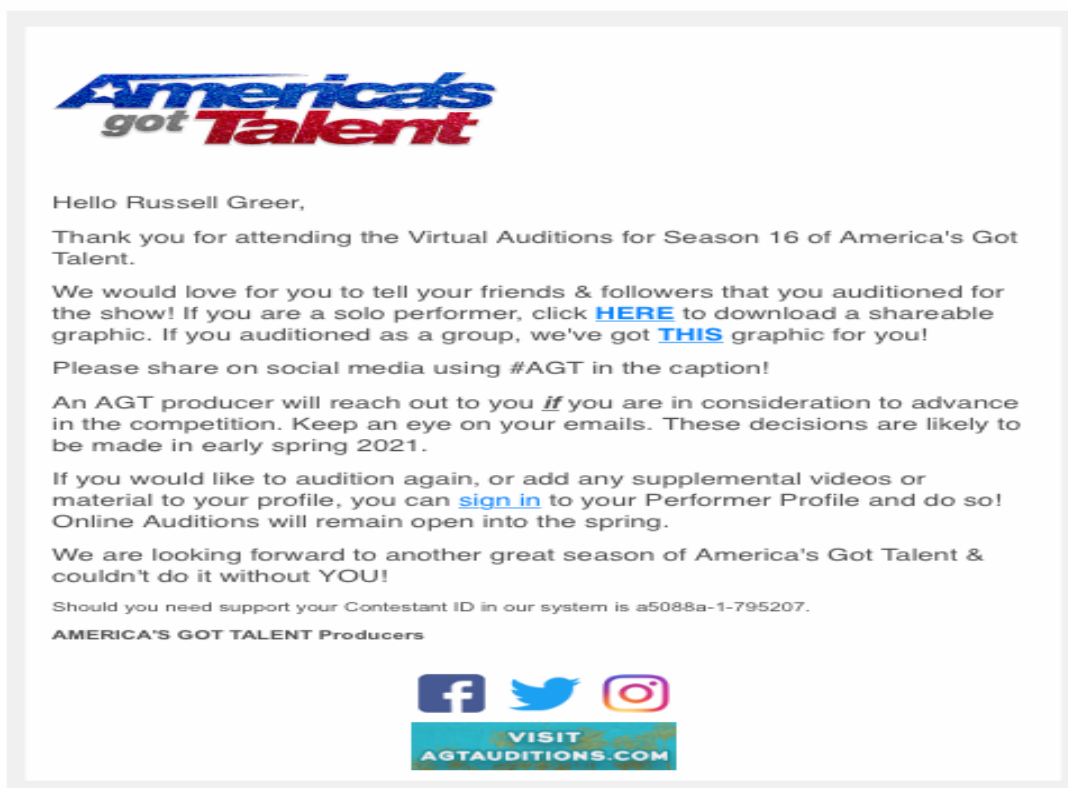 America's
got Talent
Hello Russell Greer,
Thank you for attending the Virtual Auditions for Season 16 of America's Got
Talent.
We would love for you to tell your friends & followers that you auditioned for
the show! If you are a solo performer, click HERE to download a shareable
graphic. If you auditioned as a group, we've got THIS graphic for you!
Please share on social media using #AGT in the caption!
An AGT producer will reach out to you if you are in consideration to advance
in the competition. Keep an eye on your emails. These decisions are likely to
be made in early spring 2021.
If you would like to audition again, or add any supplemental videos or
material to your profile, you can sign in to your Performer Profile and do so!
Online Auditions will remain open into the spring.
We are looking forward to another great season of America's Got Talent &
couldn't do it without YOU!
Should you need support your Contestant ID in our system is a5088a-1-795207.
AMERICA'S GOT TALENT Producers
VISIT
AGTAUDITIONS.COM